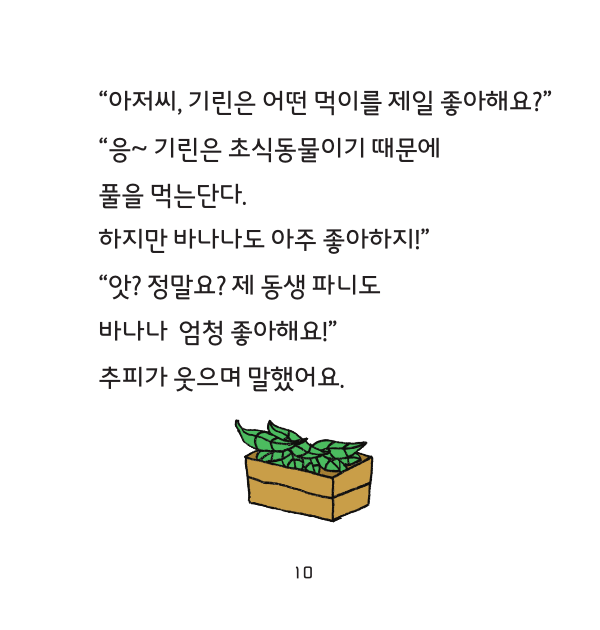 “아저씨, 기린은 어떤 먹이를 제일 좋아해요?”
“응~ 기린은 초식동물이기 때문에
풀을 먹는단다.
하지만 바나나도 아주 좋아하지!”
“앗? 정말요? 제 동생 파니도
바나나 엄청 좋아해요!”
추피가 웃으며 말했어요.
10